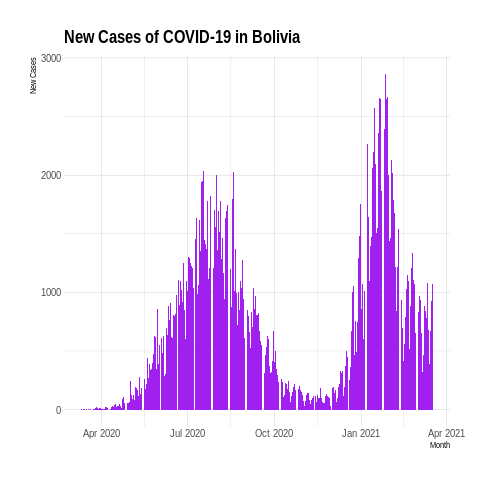 New Cases of COVID-19 in Bolivia
New Cases
3000
2000
1000
0
Apr 2020
Jul 2020
Oct 2020
Jan 2021
Apr 2021
Month